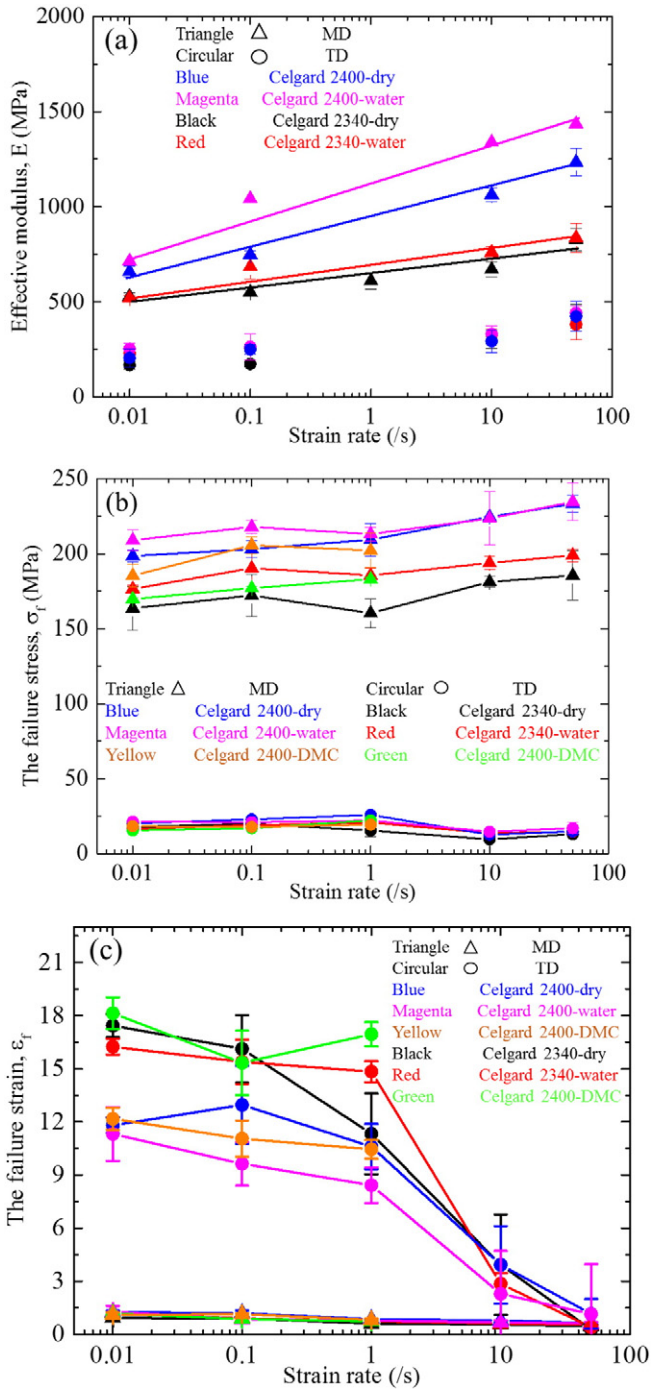 (a)
Triangle △ MD
Circular ○ TD
Blue Celgard 2400-dry
Magenta Celgard 2400-water
Black Celgard 2340-dry
Red Celgard 2340-water
Effective modulus, E (MPa)
2000
1500
1000
500
0
0.01 0.1 1 10 100
Strain rate (/s)
(b)
The failure stress, σf (MPa)
250
200
150
100
50
0
Triangle △ MD Circular ○ TD
Blue Celgard 2400-dry Black Celgard 2340-dry
Magenta Celgard 2400-water Red Celgard 2340-water
Yellow Celgard 2400-DMC Green Celgard 2400-DMC
0.01 0.1 1 10 100
Strain rate (/s)
(c)
Triangle △ MD
Circular ○ TD
Blue Celgard 2400-dry
Magenta Celgard 2400-water
Yellow Celgard 2400-DMC
Black Celgard 2340-dry
Red Celgard 2340-water
Green Celgard 2400-DMC
The failure strain, εf
21
18
15
12
9
6
3
0
0.01 0.1 1 10 100
Strain rate (/s)